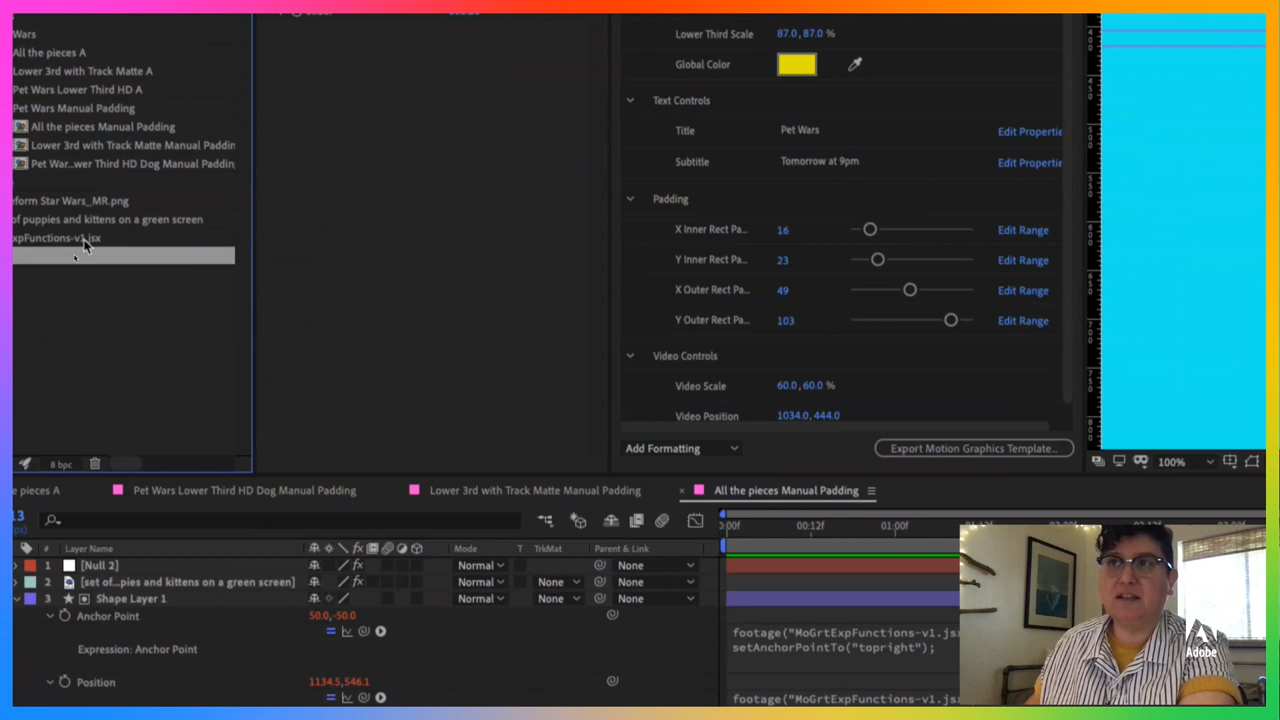 Wars
All the pieces A
Lower 3rd with Track Matte A
Pet Wars Lower Third HD A
Pet Wars Manual Padding
All the pieces Manual Padding
Lower 3rd with Track Matte Manual Paddin
Pet War...wer Third HD Dog Manual Paddin
form Star Wars_MR.png
of puppies and kittens on a green screen
xpFunctions-v1.jsx
8 bpc
Lower Third Scale 87.0, 87.0 %
Global Color
Text Controls
Title Pet Wars Edit Propertie
Subtitle Tomorrow at 9pm Edit Propertie
Padding
X Inner Rect Pa... 16 Edit Range
Y Inner Rect Pa... 23 Edit Range
X Outer Rect Pa... 49 Edit Range
Y Outer Rect Pa... 103 Edit Range
Video Controls
Video Scale 60.0, 60.0 %
Video Position 1034.0, 444.0
Add Formatting Export Motion Graphics Template...
100%
e pieces A Pet Wars Lower Third HD Dog Manual Padding Lower 3rd with Track Matte Manual Padding × All the pieces Manual Padding
13
:00f 00:12f 01:00f
# Layer Name Mode T TrkMat Parent & Link
1 [Null 2] Normal None
2 [set of...pies and kittens on a green screen] Normal None None
3 Shape Layer 1 Normal None None
Anchor Point 50.0,-50.0
footage("MoGrtExpFunctions-v1.jsx
Expression: Anchor Point setAnchorPointTo("topright");
Position 1134.5,546.1
footage("MoGrtExpFunctions-v1.jsx
Adobe